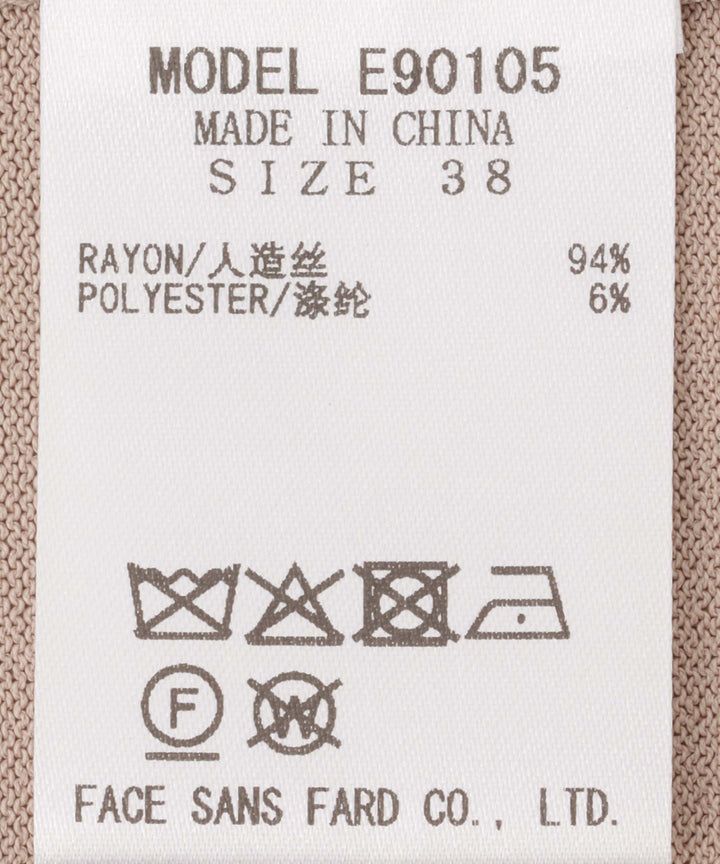 MODEL E90105
MADE IN CHINA
SIZE 38
RAYON/人造丝 94%
POLYESTER/涤纶 6%
F W
FACE SANS FARD CO., LTD.